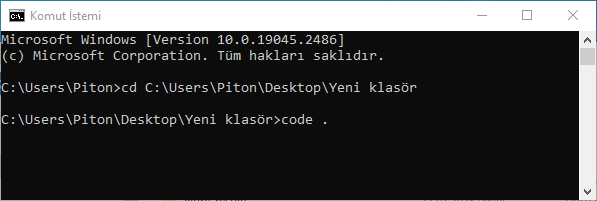 Komut İstemi
Microsoft Windows [Version 10.0.19045.2486]
(c) Microsoft Corporation. Tüm hakları saklıdır.
C:\Users\Piton>cd C:\Users\Piton\Desktop\Yeni klasör
C:\Users\Piton\Desktop\Yeni klasör>code .